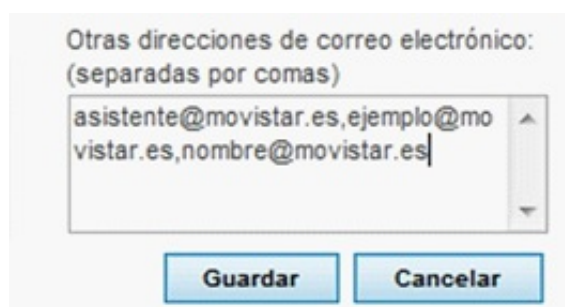 Otras direcciones de correo electrónico:
(separadas por comas)
asistente@movistar.es,ejemplo@mo
vistar.es,nombre@movistar.es
Guardar Cancelar